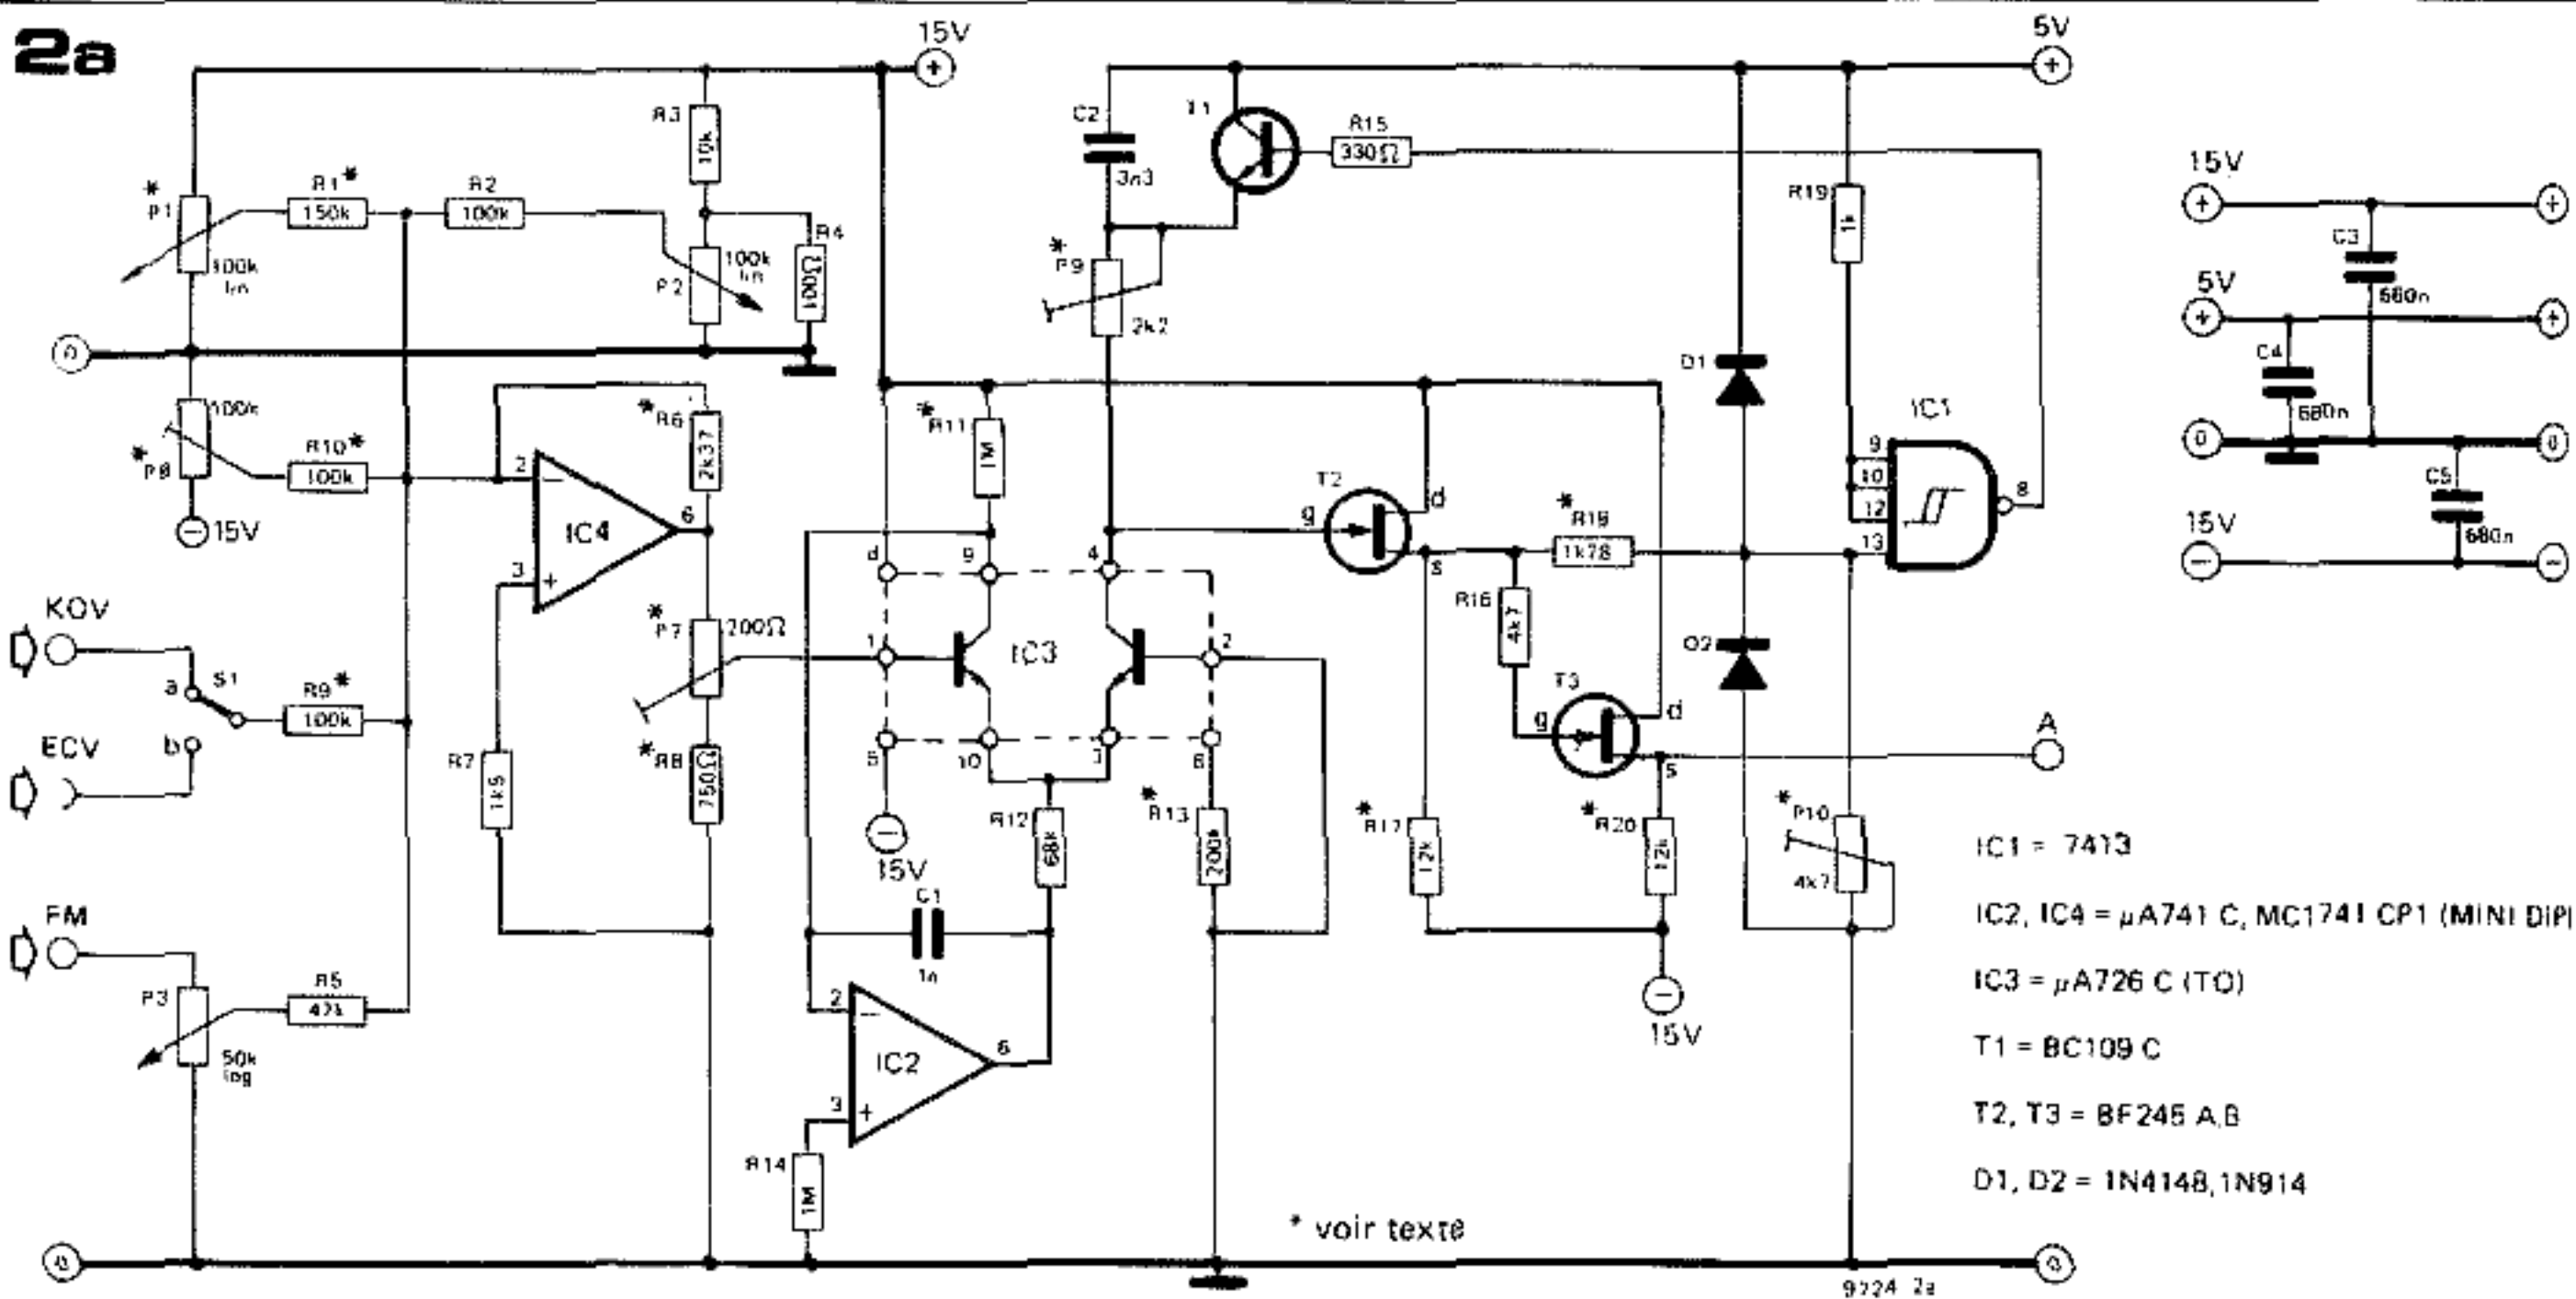 2a
15V
5V
R3
10k
C2
3n3
T1
R15
330Ω
* P1
100k
lin
R1*
150k
R2
100k
R4
100Ω
P2
100k
lin
* P9
2k2
R19
1k
15V
C3
680n
5V
C4
680n
0
C5
680n
15V
0
100k
* P8
R10*
100k
15V
* R6
2k37
2
3
6
IC4
* R11
1M
D1
IC1
9
10
12
13
8
T2
g
d
s
* R18
1k78
R16
4k7
KOV
a
S1
ECV
b
R9*
100k
* P7
200Ω
R7
1k5
* R8
750Ω
d
9
4
1
2
IC3
5
10
3
6
15V
R12
68k
* R13
200k
C1
1n
T3
g
d
s
D2
A
* R17
12k
* R20
12k
15V
* P10
4k7
FM
P3
50k
log
R5
47k
2
3
6
IC2
R14
1M
IC1 = 7413
IC2, IC4 = µA741 C, MC1741 CP1 (MINI DIP)
IC3 = µA726 C (TO)
T1 = BC109 C
T2, T3 = BF245 A,B
D1, D2 = 1N4148,1N914
* voir texte
0
0
9724 2a